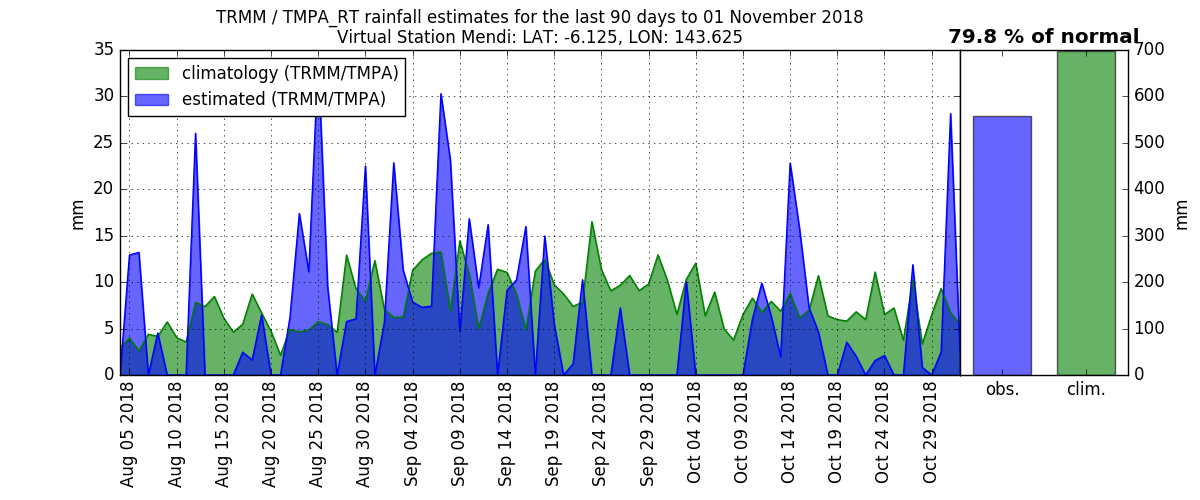 TRMM / TMPA_RT rainfall estimates for the last 90 days to 01 November 2018
Virtual Station Mendi: LAT: -6.125, LON: 143.625
79.8 % of normal
climatology (TRMM/TMPA)
estimated (TRMM/TMPA)
35
30
25
20
15
10
5
0
mm
Aug 05 2018
Aug 10 2018
Aug 15 2018
Aug 20 2018
Aug 25 2018
Aug 30 2018
Sep 04 2018
Sep 09 2018
Sep 14 2018
Sep 19 2018
Sep 24 2018
Sep 29 2018
Oct 04 2018
Oct 09 2018
Oct 14 2018
Oct 19 2018
Oct 24 2018
Oct 29 2018
obs.
clim.
700
600
500
400
300
200
100
0
mm